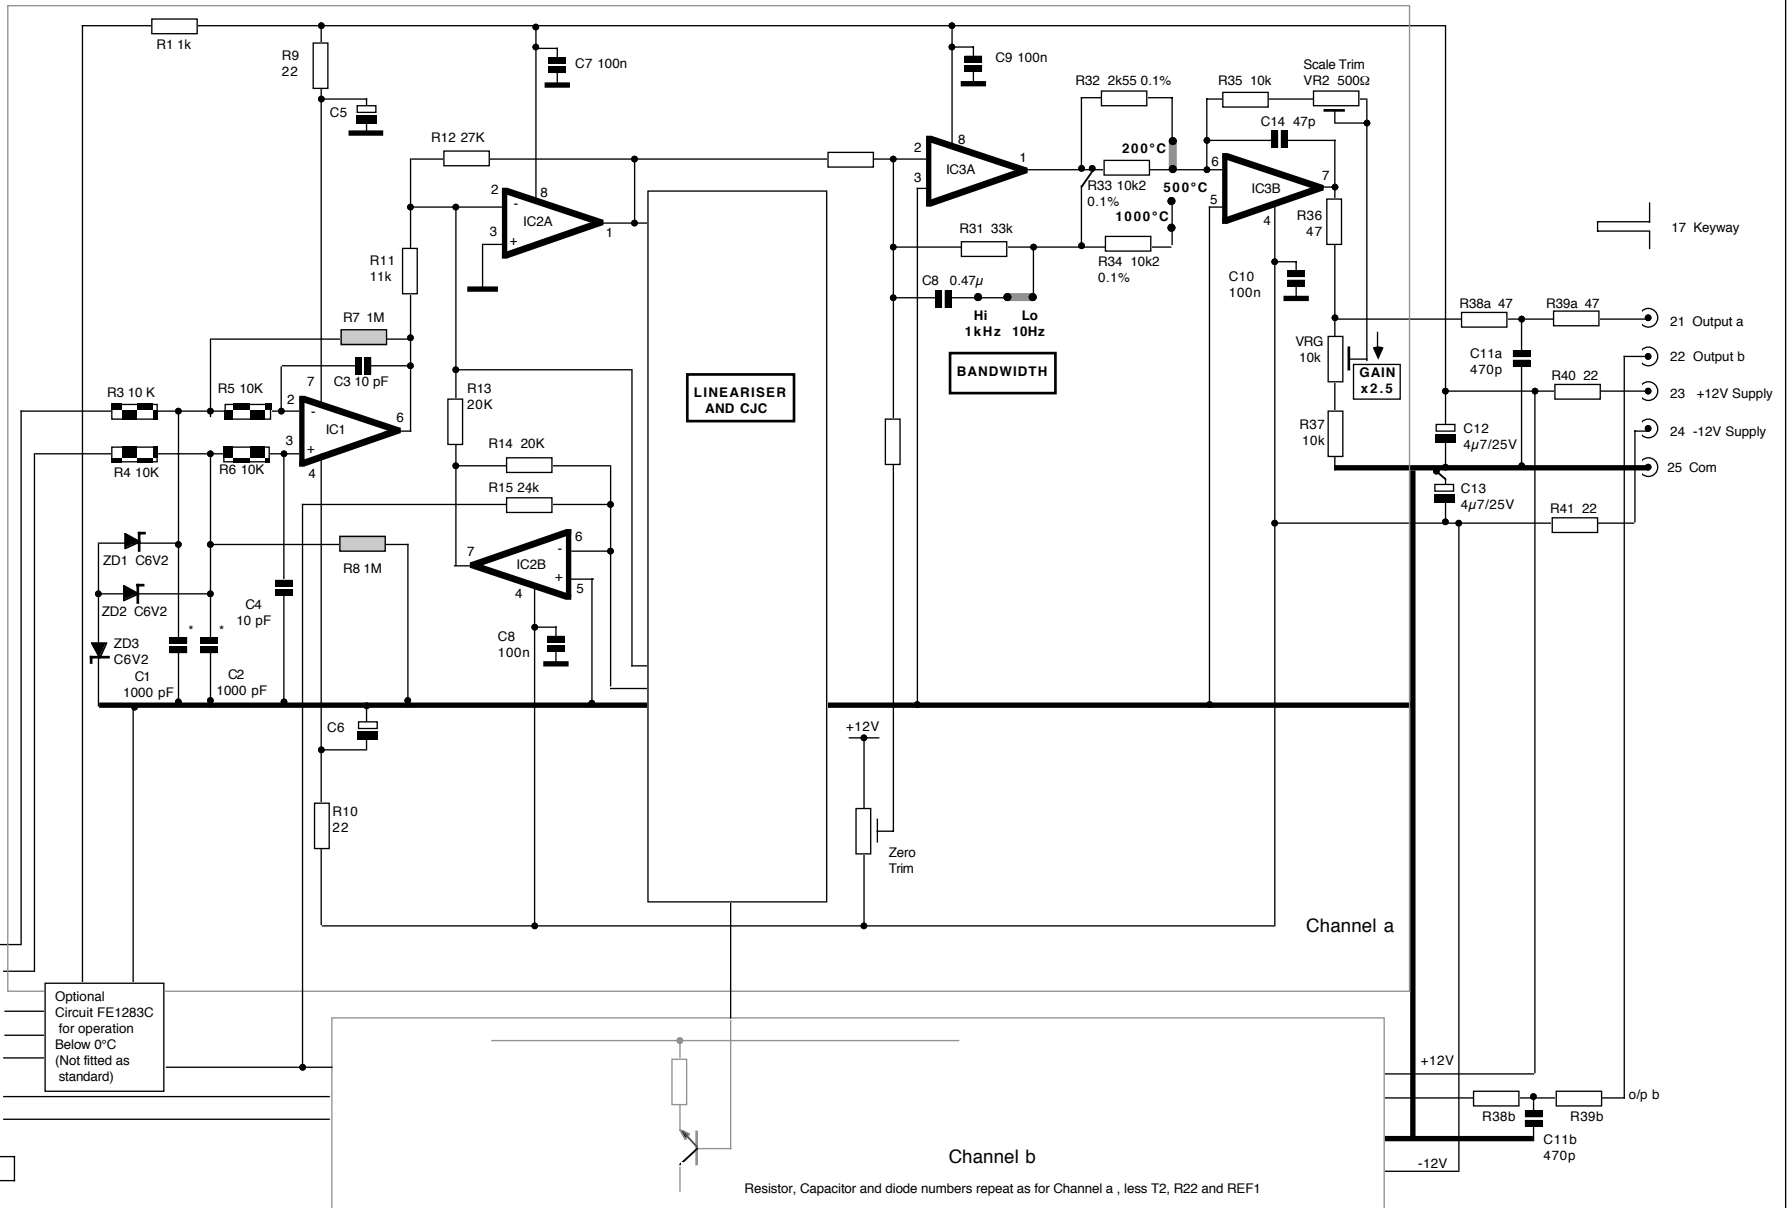 R1 1k
R9
22
C5
C7 100n
C9 100n
R32 2k55 0.1%
R35 10k
Scale Trim
VR2 500Ω
C14 47p
R12 27K
2
-
3
+
8
IC2A
1
2
3
8
IC3A
1
200°C
R33 10k2
0.1%
500°C
1000°C
6
5
IC3B
7
4
R36
47
17 Keyway
R11
11k
R31 33k
R34 10k2
0.1%
C8 0.47µ
Hi
1kHz
Lo
10Hz
C10
100n
R7 1M
C3 10 pF
BANDWIDTH
VRG
10k
GAIN
x2.5
R38a 47
R39a 47
21 Output a
C11a
470p
22 Output b
R40 22
23 +12V Supply
R3 10 K
R5 10K
7
2
-
IC1
6
3
+
4
R4 10K
R6 10K
R13
20K
LINEARISER
AND CJC
R37
10k
C12
4µ7/25V
24 -12V Supply
25 Com
R14 20K
R15 24k
C13
4µ7/25V
R41 22
ZD1 C6V2
ZD2 C6V2
ZD3
C6V2
R8 1M
7
IC2B
6
-
+
5
4
C4
10 pF
*
*
C1
1000 pF
C2
1000 pF
C8
100n
C6
+12V
R10
22
Zero
Trim
Channel a
Optional
Circuit FE1283C
for operation
Below 0°C
(Not fitted as
standard)
+12V
R38b
R39b
o/p b
C11b
470p
-12V
Channel b
Resistor, Capacitor and diode numbers repeat as for Channel a , less T2, R22 and REF1